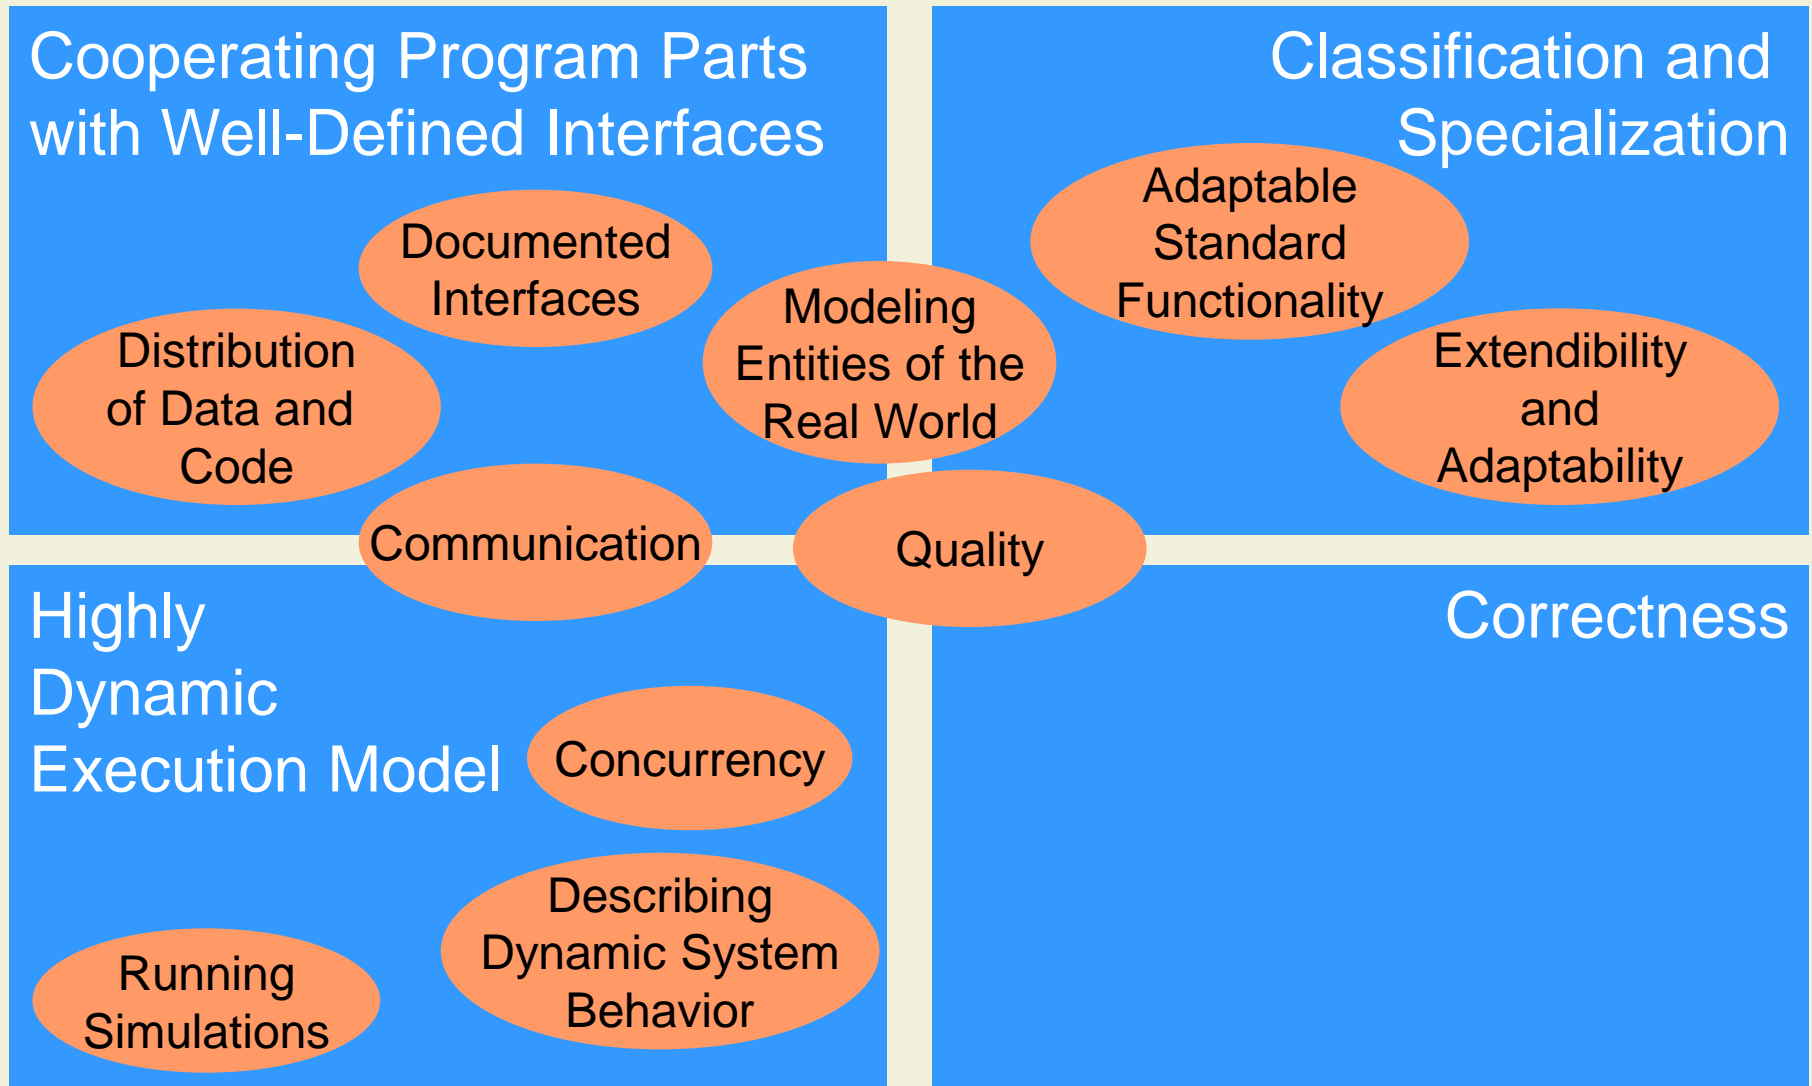 Cooperating Program Parts
with Well-Defined Interfaces
Documented
Interfaces
Distribution
of Data and
Code
Modeling
Entities of the
Real World
Communication
Classification and
Specialization
Adaptable
Standard
Functionality
Extendibility
and
Adaptability
Quality
Highly
Dynamic
Execution Model
Concurrency
Describing
Dynamic System
Behavior
Running
Simulations
Correctness